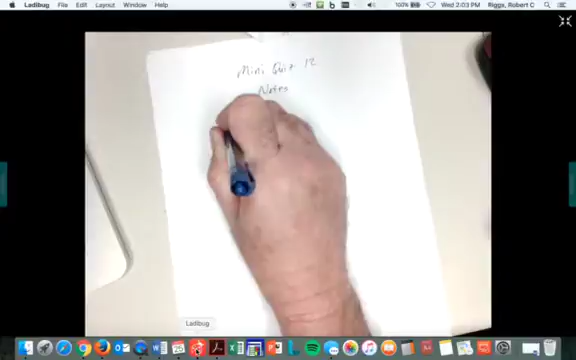 Ladibug File Edit Layout Window Help 100% Wed 2:03 PM Riggs, Robert C
Mini Quiz 12
Notes
Ladibug